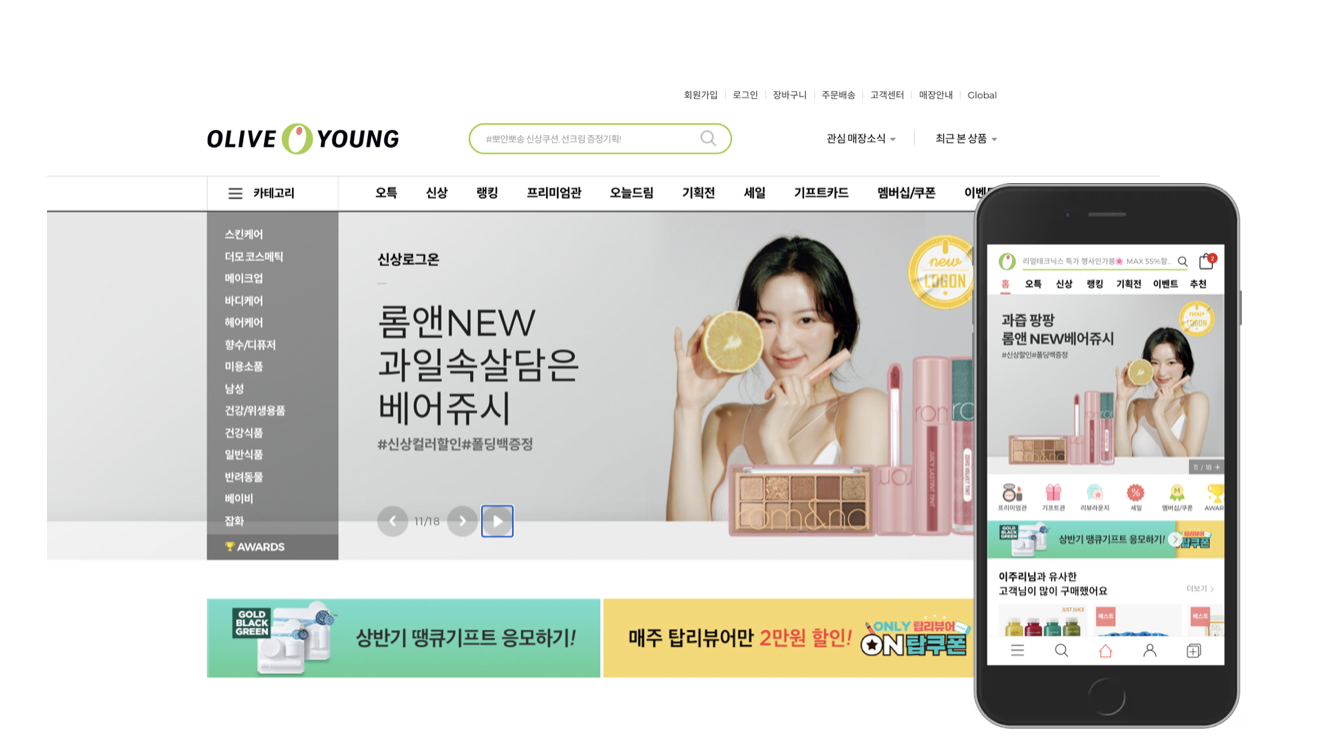 회원가입 로그인 장바구니 주문배송 고객센터 매장안내 Global
OLIVE YOUNG
#뽀얀뽀송 신상쿠션, 선크림 증정기획!
관심 매장소식 최근 본 상품
카테고리 오특 신상 랭킹 프리미엄관 오늘드림 기획전 세일 기프트카드 멤버십/쿠폰
스킨케어
더모 코스메틱
메이크업
바디케어
헤어케어
향수/디퓨저
미용소품
남성
건강/위생용품
건강식품
일반식품
반려동물
베이비
잡화
AWARDS
신상로그온
롬앤NEW
과일속살담은
베어쥬시
#신상컬러할인#폴딩백증정
11/18
new
LOGON
rom&nd
JUICY LASTING TINT
GOLD
BLACK
GREEN
상반기 땡큐기프트 응모하기!
매주 탑리뷰어만 2만원 할인!
ONLY 탑리뷰어
ON탑쿠폰
리얼테크닉스 특가 행사인가봄🌸 MAX 55%할...
2
홈 오특 신상 랭킹 기획전 이벤트 추천
과즙 팡팡
롬앤 NEW베어쥬시
#신상할인#폴딩백증정
new
LOGON
11 / 18 +
프리미엄관 기프트관 리뷰라운지 세일 멤버십/쿠폰 AWAR
GOLD
BLACK
GREEN
상반기 땡큐기프트 응모하기!
이주리님과 유사한
고객님이 많이 구매했어요
더보기
JUST JUICE
베스트
베스트